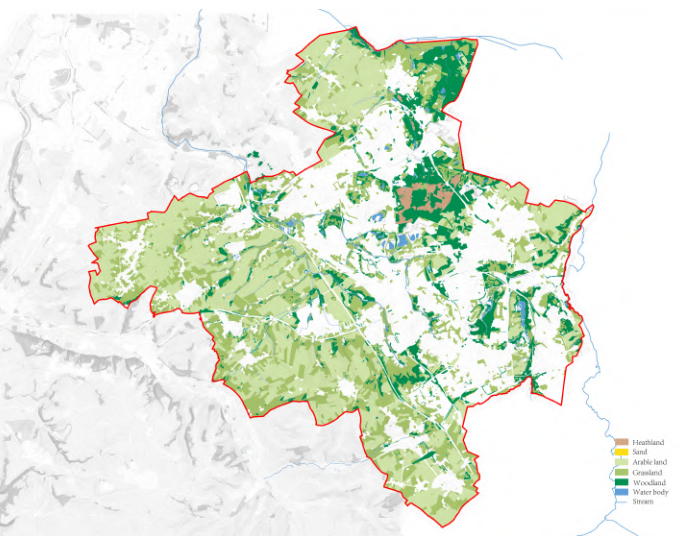 Heathland
Sand
Arable land
Grassland
Woodland
Water body
Stream